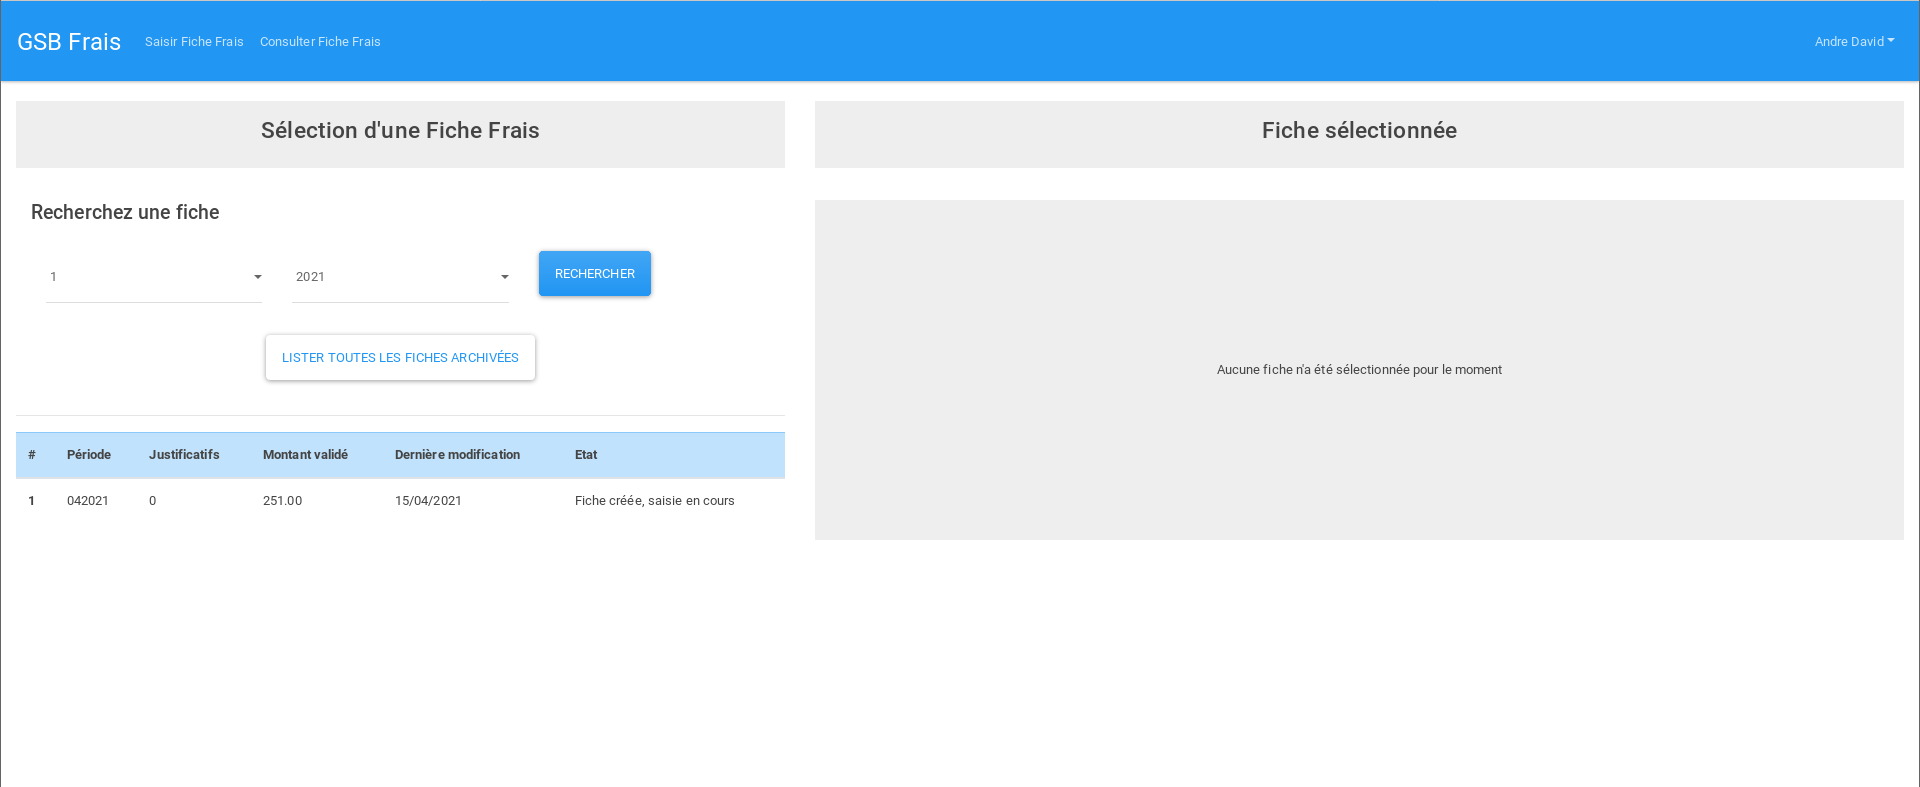 GSB Frais Saisir Fiche Frais Consulter Fiche Frais Andre David
Sélection d'une Fiche Frais
Recherchez une fiche
1 2021 RECHERCHER
LISTER TOUTES LES FICHES ARCHIVÉES
# Période Justificatifs Montant validé Dernière modification Etat
1 042021 0 251.00 15/04/2021 Fiche créée, saisie en cours
Fiche sélectionnée
Aucune fiche n'a été sélectionnée pour le moment